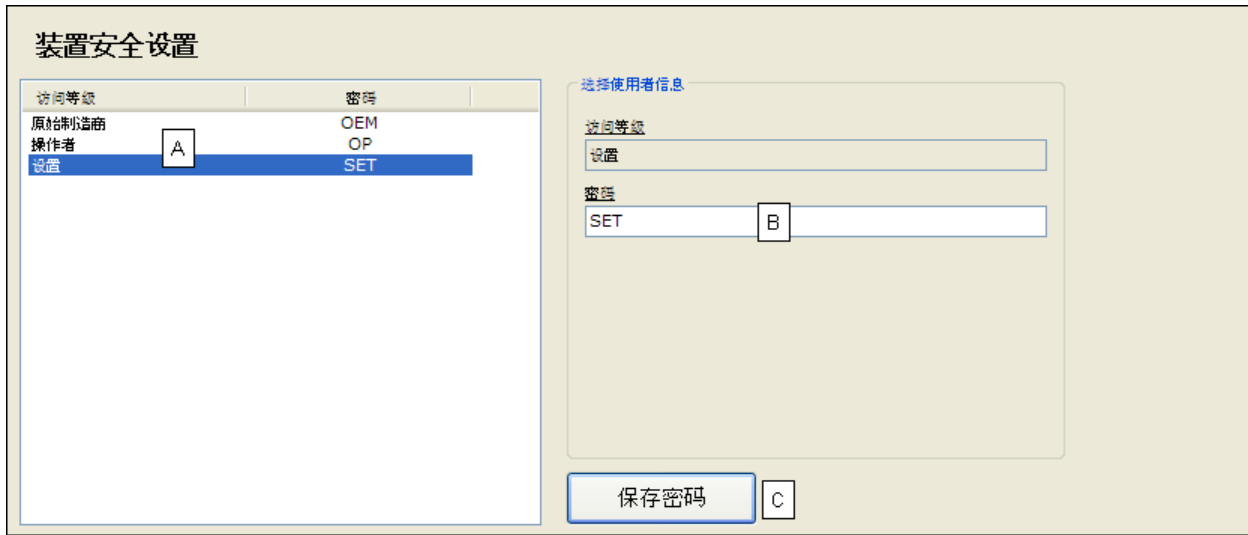 装置安全设置
访问等级 密码
原始制造商 OEM
操作者 OP
A
设置 SET
选择使用者信息
访问等级
设置
密码
SET
B
保存密码
C